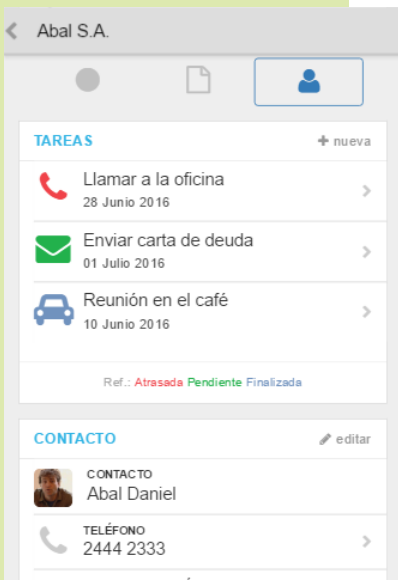 Abal S.A.
TAREAS
+ nueva
Llamar a la oficina
28 Junio 2016
Enviar carta de deuda
01 Julio 2016
Reunión en el café
10 Junio 2016
Ref.: Atrasada Pendiente Finalizada
CONTACTO
editar
CONTACTO
Abal Daniel
TELÉFONO
2444 2333